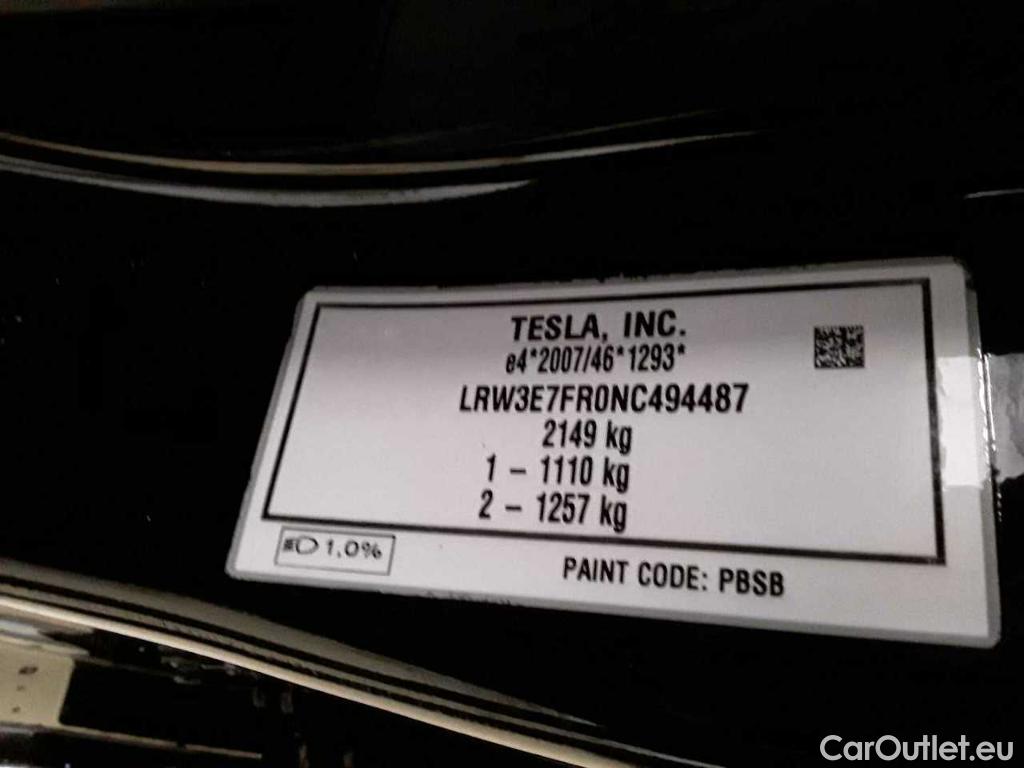 TESLA, INC.
e4*2007/46*1293*
LRW3E7FR0NC494487
2149 kg
1 – 1110 kg
2 – 1257 kg
1,0%
PAINT CODE: PBSB
CarOutlet.eu